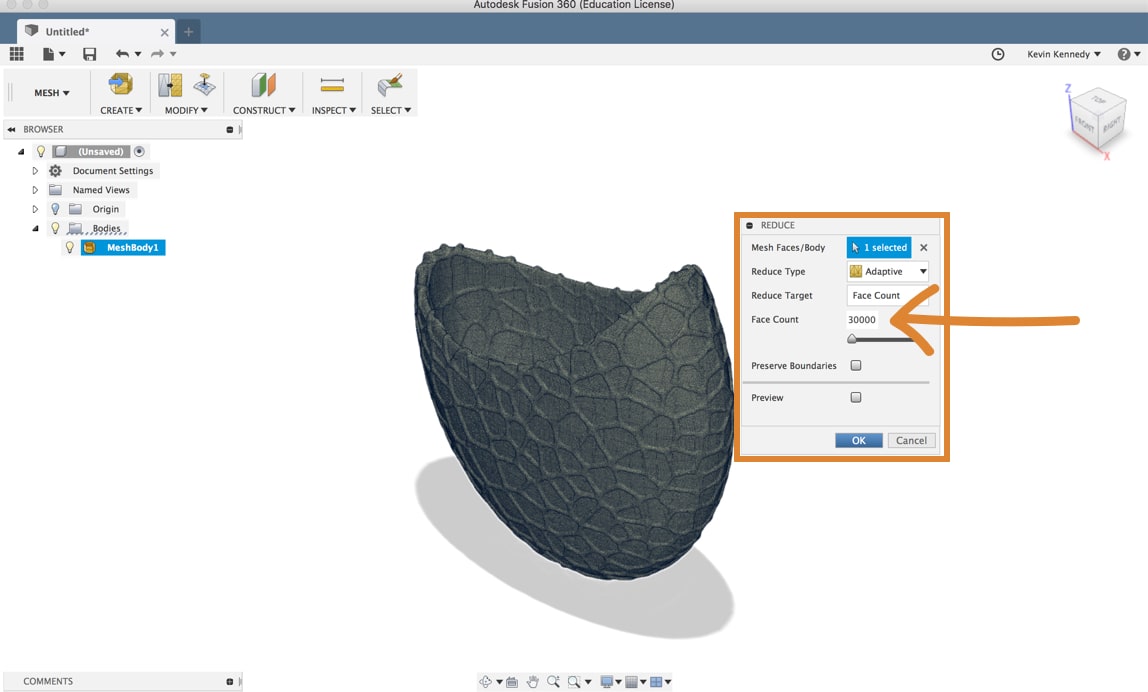 Autodesk Fusion 360 (Education License)
Untitled*
Kevin Kennedy
MESH
CREATE
MODIFY
CONSTRUCT
INSPECT
SELECT
BROWSER
(Unsaved)
Document Settings
Named Views
Origin
Bodies
MeshBody1
Z
TOP
FRONT
RIGHT
X
REDUCE
Mesh Faces/Body 1 selected
Reduce Type Adaptive
Reduce Target Face Count
Face Count 30000
Preserve Boundaries
Preview
OK Cancel
COMMENTS